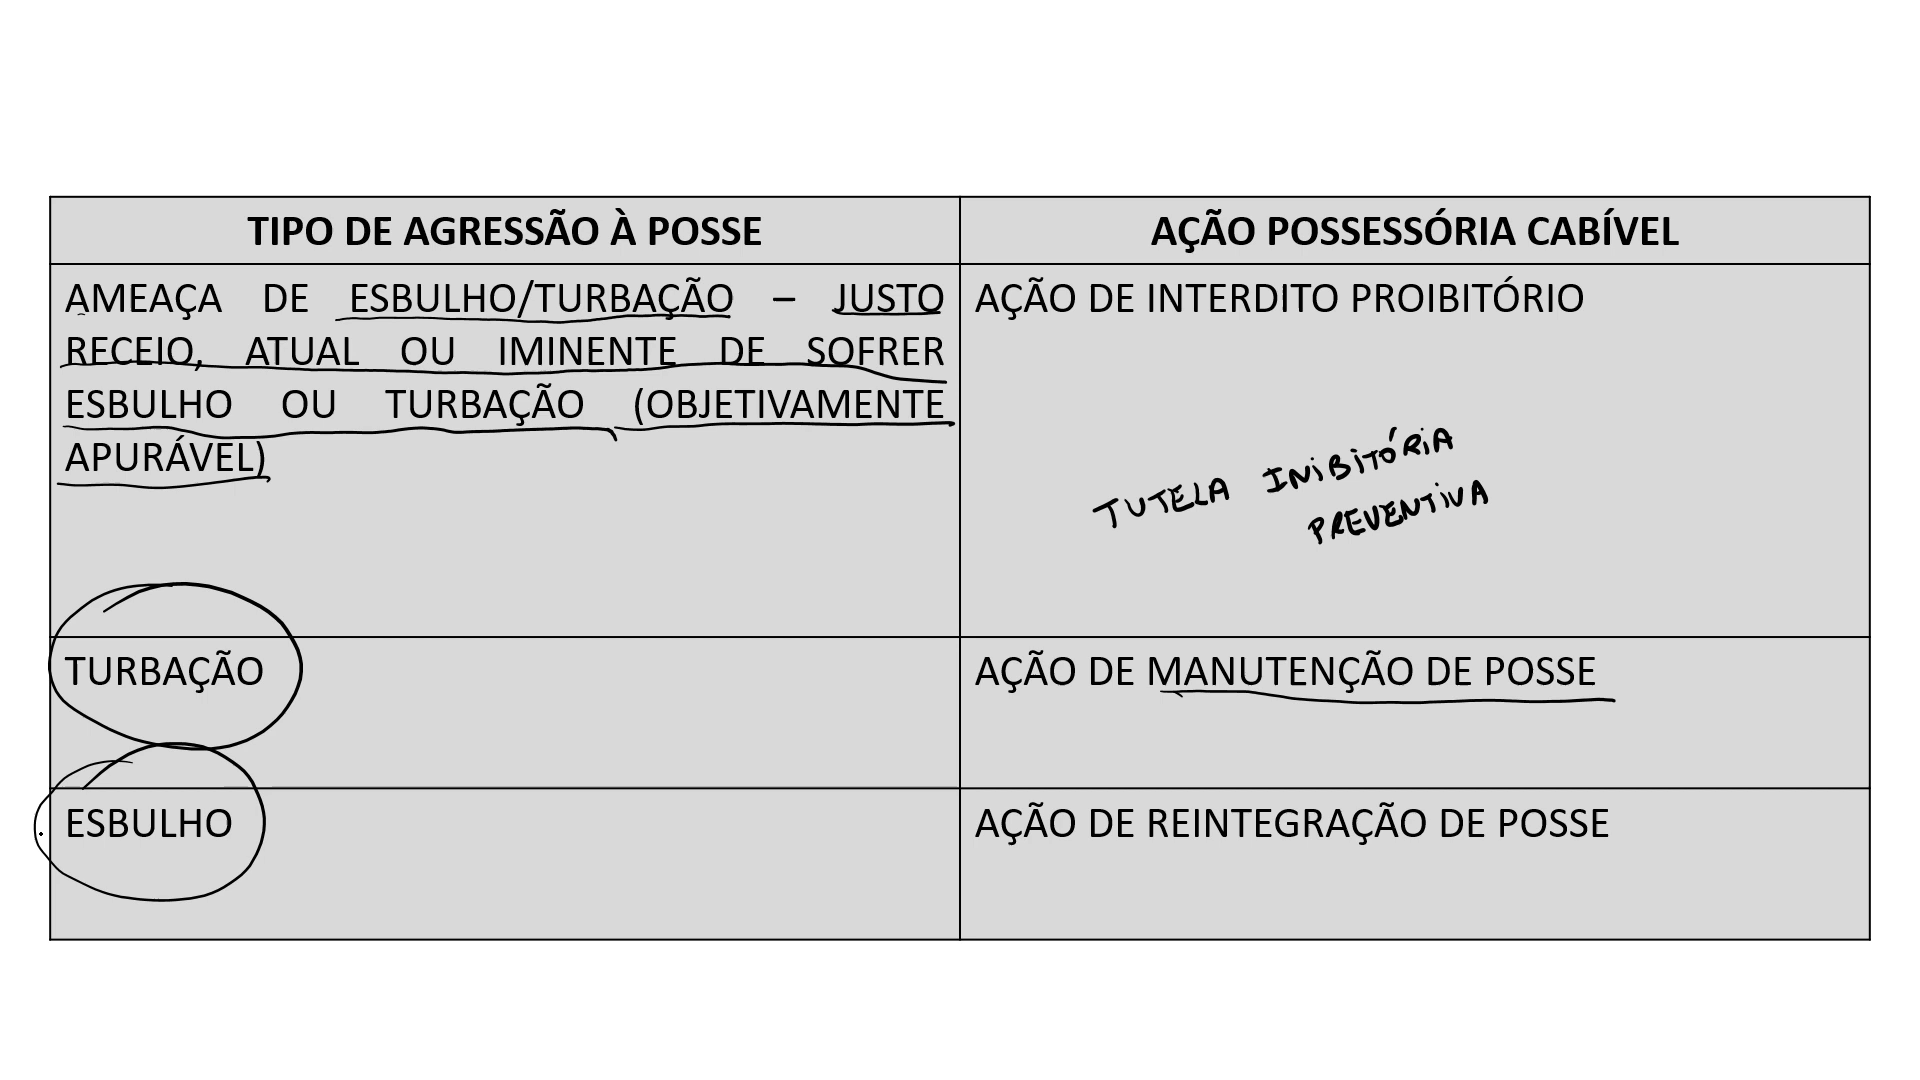 TIPO DE AGRESSÃO À POSSE
AÇÃO POSSESSÓRIA CABÍVEL
AMEAÇA DE ESBULHO/TURBAÇÃO – JUSTO
RECEIO, ATUAL OU IMINENTE DE SOFRER
ESBULHO OU TURBAÇÃO (OBJETIVAMENTE
APURÁVEL)
AÇÃO DE INTERDITO PROIBITÓRIO
TUTELA INIBITÓRIA
PREVENTIVA
TURBAÇÃO
AÇÃO DE MANUTENÇÃO DE POSSE
ESBULHO
AÇÃO DE REINTEGRAÇÃO DE POSSE